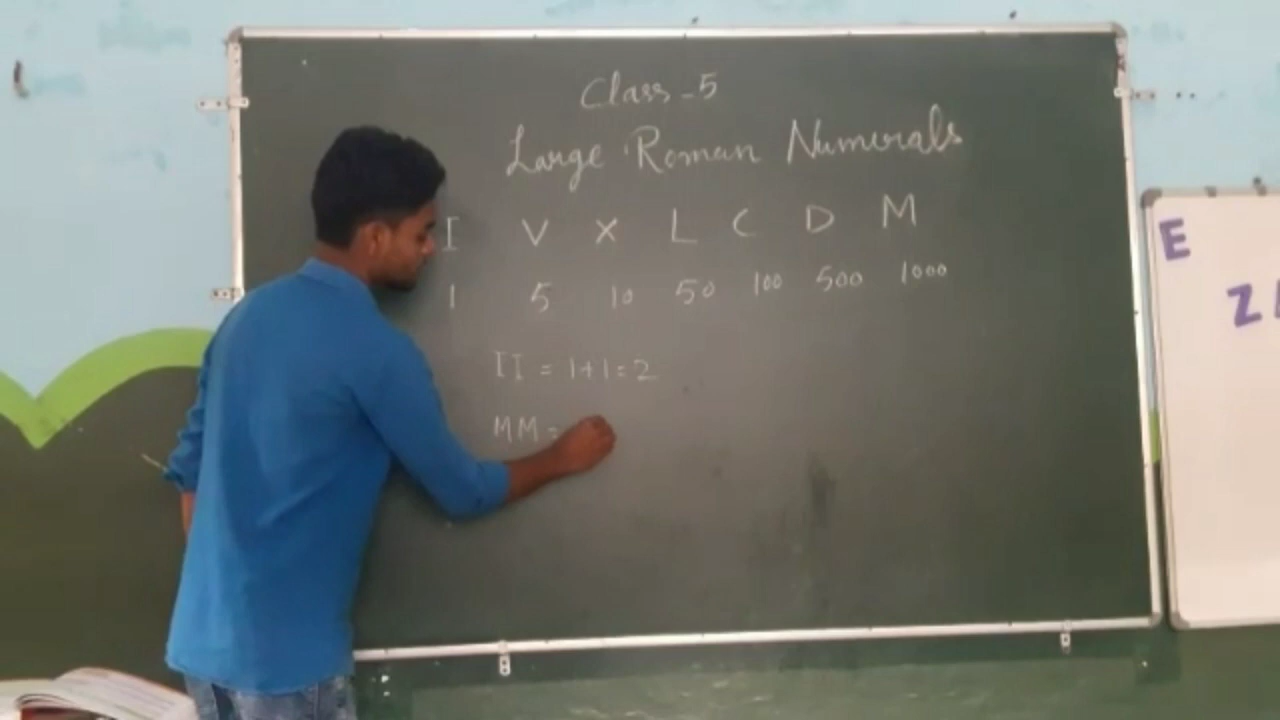 Class - 5
Large Roman Numerals
I V X L C D M
1 5 10 50 100 500 1000
II = 1+1=2
MM =
E
Z